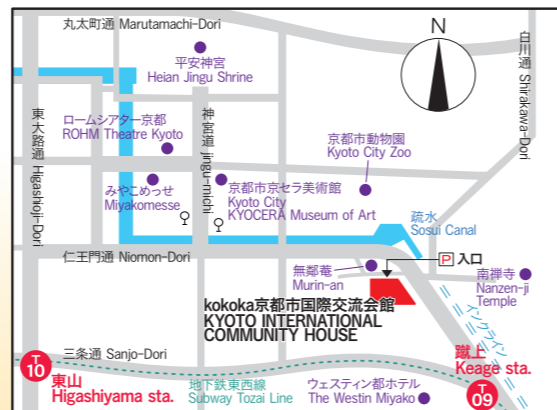 丸太町通 Marutamachi-Dori
N
白川通 Shirakawa-Dori
平安神宮
Heian Jingu Shrine
東大路通 Higashioji-Dori
ロームシアター京都
ROHM Theatre Kyoto
神宮道 jingu-michi
京都市動物園
Kyoto City Zoo
みやこめっせ
Miyakomesse
京都市京セラ美術館
Kyoto City
KYOCERA Museum of Art
疏水
Sosui Canal
仁王門通 Niomon-Dori
P 入口
無鄰菴
Murin-an
南禅寺
Nanzen-ji
Temple
kokoka京都市国際交流会館
KYOTO INTERNATIONAL
COMMUNITY HOUSE
インクライン
三条通 Sanjo-Dori
蹴上
Keage sta.
T
09
T
10
東山
Higashiyama sta.
地下鉄東西線
Subway Tozai Line
ウェスティン都ホテル
The Westin Miyako